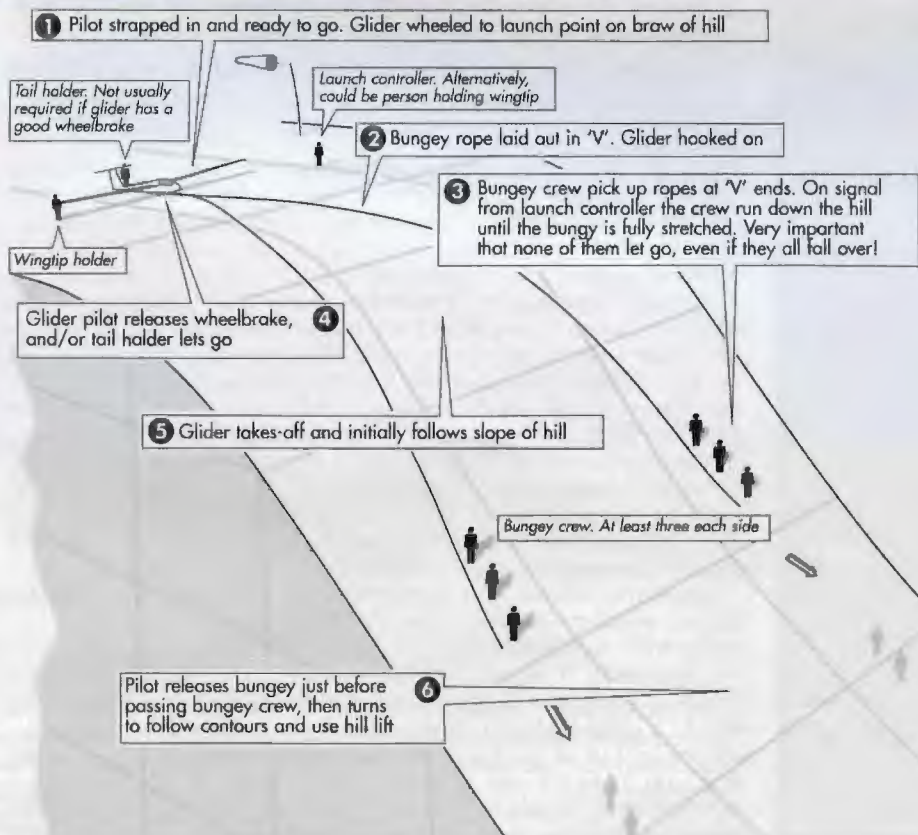 1 Pilot strapped in and ready to go. Glider wheeled to launch point on brow of hill
Tail holder. Not usually
required if glider has a
good wheelbrake
Launch controller. Alternatively,
could be person holding wingtip
2 Bungey rope laid out in 'V'. Glider hooked on
3 Bungey crew pick up ropes at 'V' ends. On signal
from launch controller the crew run down the hill
until the bungy is fully stretched. Very important
that none of them let go, even if they all fall over!
Wingtip holder
Glider pilot releases wheelbrake, 4
and/or tail holder lets go
5 Glider takes-off and initially follows slope of hill
Bungey crew. At least three each side
Pilot releases bungey just before 6
passing bungey crew, then turns
to follow contours and use hill lift